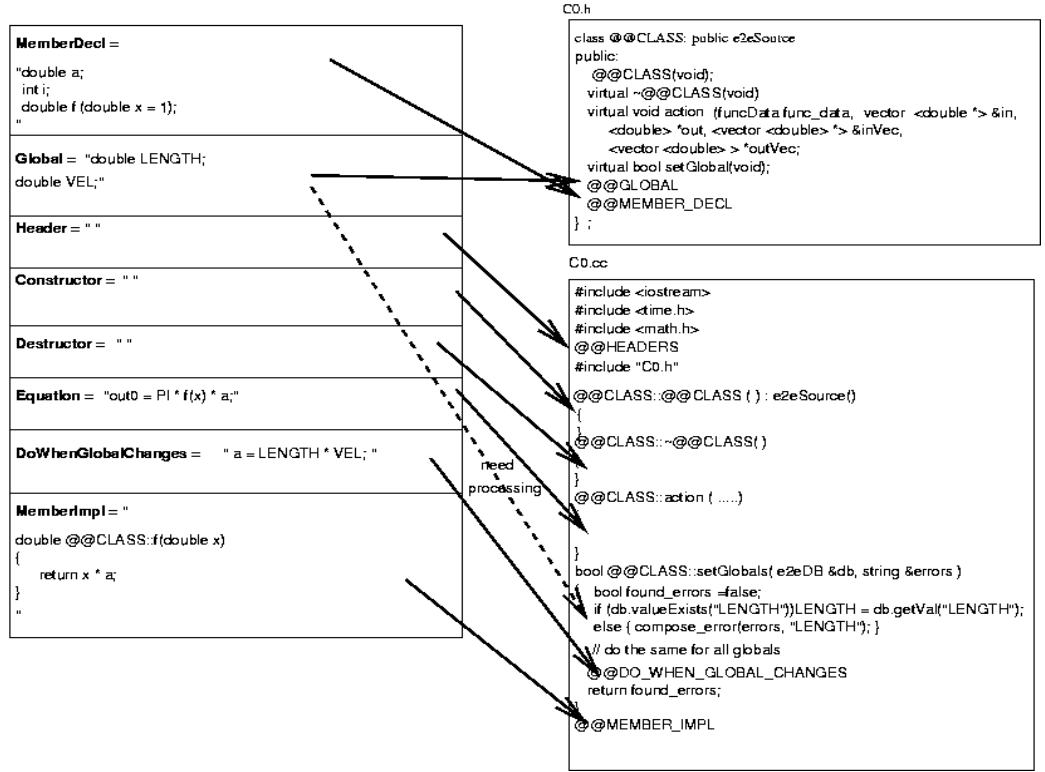 MemberDecl =
"double a;
int i;
double f (double x = 1);
"
Global = "double LENGTH;
double VEL;"
Header = " "
Constructor = " "
Destructor = " "
Equation = "out0 = PI * f(x) * a;"
DoWhenGlobalChanges = " a = LENGTH * VEL; "
MemberImpl = "
double @@CLASS::f(double x)
{
return x * a;
}
"
need
processing
C0.h
class @@CLASS: public e2eSource
public:
@@CLASS(void);
virtual ~@@CLASS(void)
virtual void action (funcData func_data, vector <double *> &in,
<double> *out, <vector <double> *> &inVec,
<vector <double> > *outVec;
virtual bool setGlobal(void);
@@GLOBAL
@@MEMBER_DECL
} ;
C0.cc
#include <iostream>
#include <time.h>
#include <math.h>
@@HEADERS
#include "C0.h"
@@CLASS::@@CLASS ( ) : e2eSource()
{
}
@@CLASS::~@@CLASS( )
{
}
@@CLASS::action ( .....)
}
bool @@CLASS::setGlobals( e2eDB &db, string &errors )
{ bool found_errors =false;
if (db.valueExists("LENGTH"))LENGTH = db.getVal("LENGTH");
else { compose_error(errors, "LENGTH"); }
// do the same for all globals
@@DO_WHEN_GLOBAL_CHANGES
return found_errors;
}
@@MEMBER_IMPL